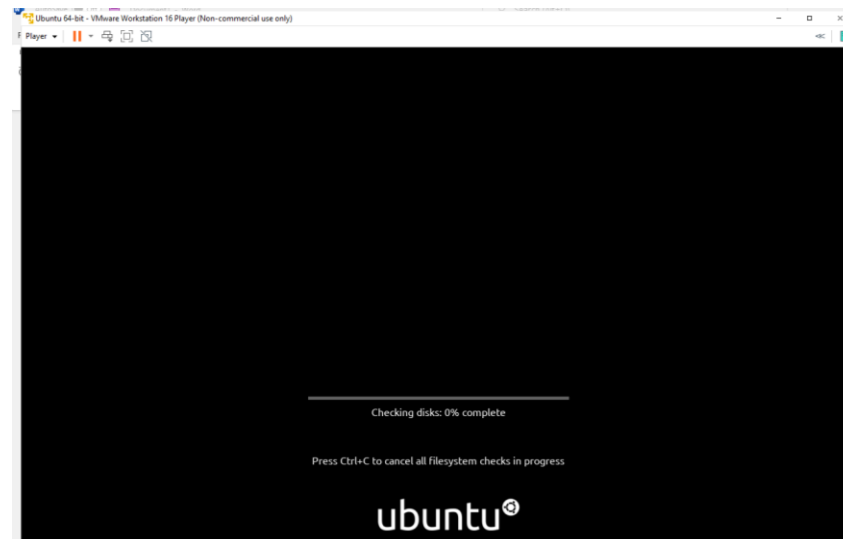 Ubuntu 64-bit - VMware Workstation 16 Player (Non-commercial use only)
Player
Checking disks: 0% complete
Press Ctrl+C to cancel all filesystem checks in progress
ubuntu